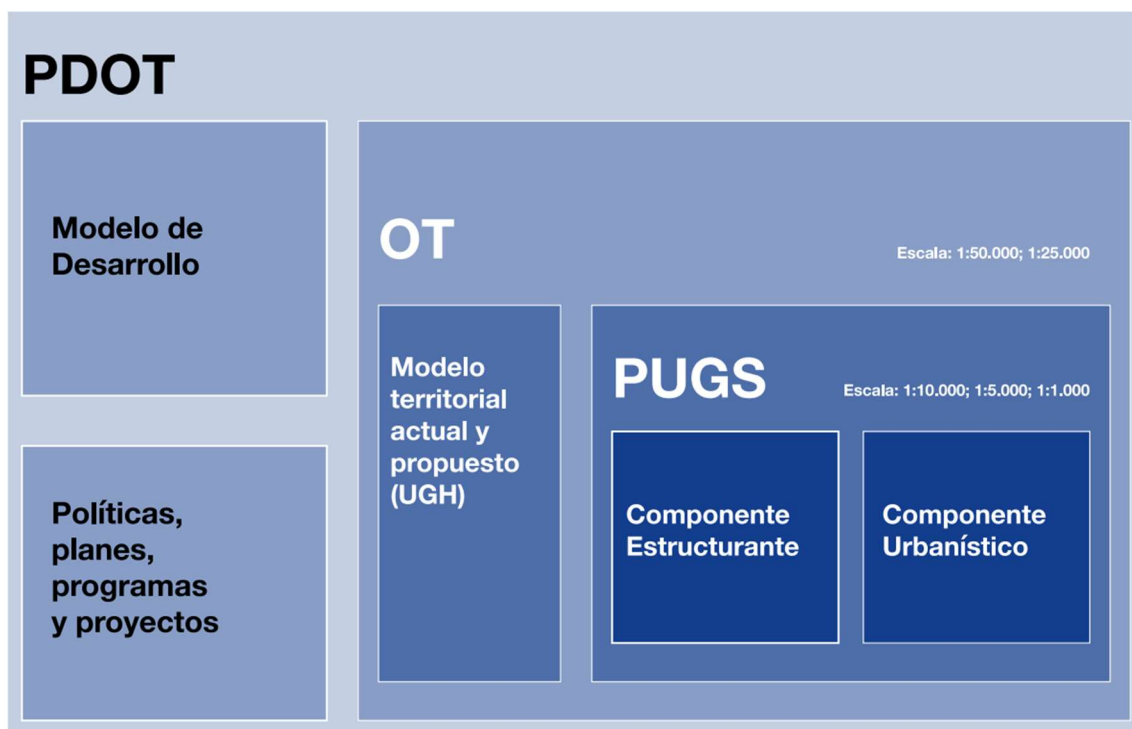 PDOT
Modelo de
Desarrollo
Políticas,
planes,
programas
y proyectos
OT
Escala: 1:50.000; 1:25.000
Modelo
territorial
actual y
propuesto
(UGH)
PUGS
Escala: 1:10.000; 1:5.000; 1:1.000
Componente
Estructurante
Componente
Urbanístico